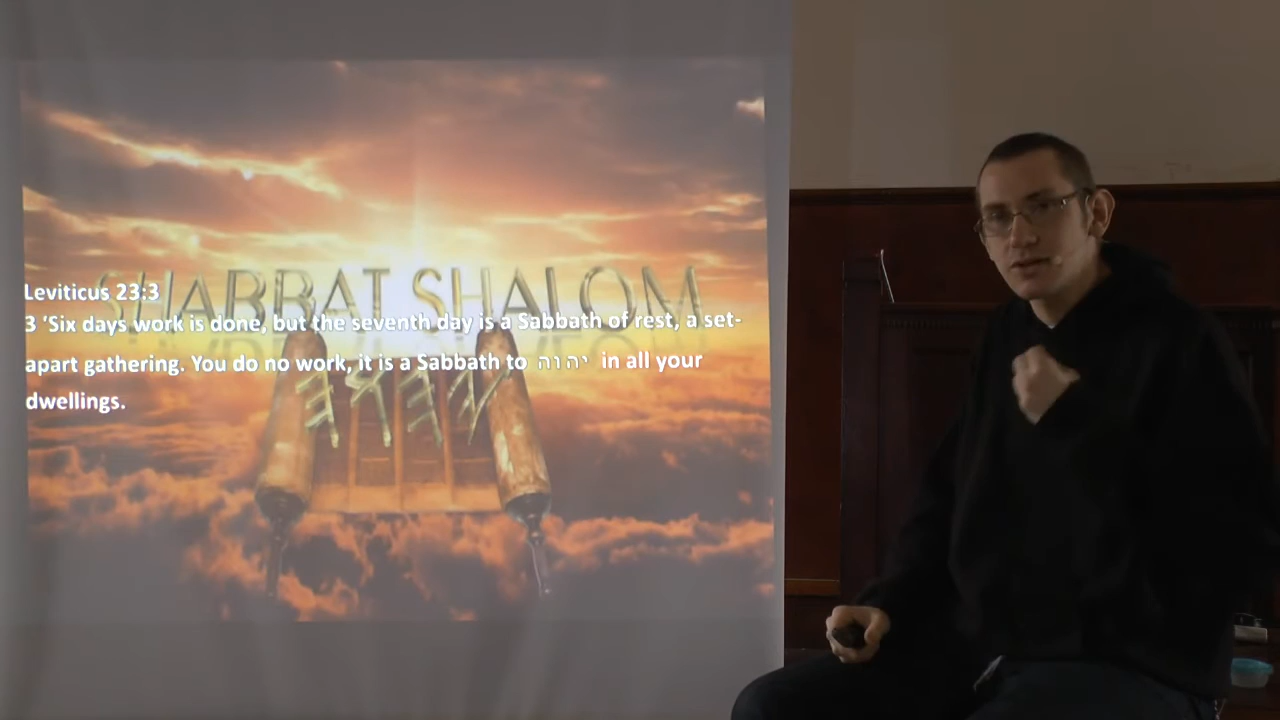 SHABBAT SHALOM
Leviticus 23:3
3 ‘Six days work is done, but the seventh day is a Sabbath of rest, a set-
apart gathering. You do no work, it is a Sabbath to יהוה in all your
dwellings.
𐤉𐤄𐤅𐤄